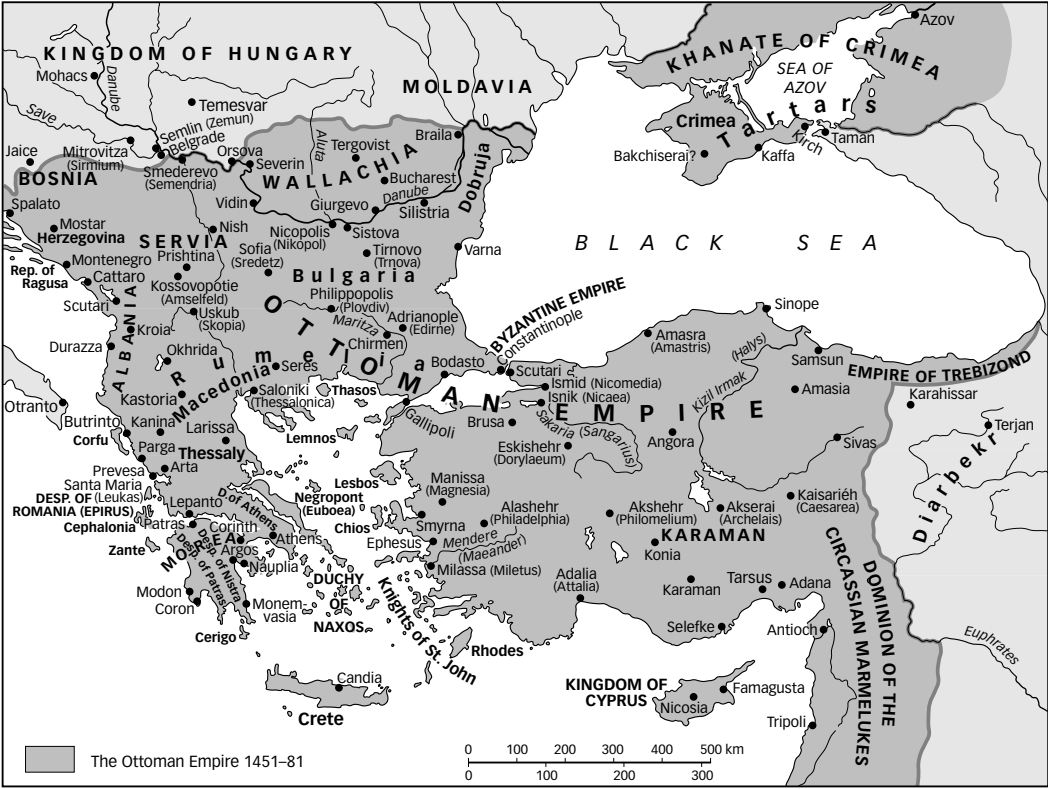 KINGDOM OF HUNGARY
Mohacs
Danube
Save
Temesvar
Semlin (Zemun)
Belgrade
Mitrovitza
(Sirmium)
Jaice
BOSNIA
Smederevo
(Semendria)
Orsova
Severin
MOLDAVIA
Braila
Aluta
Tergovist
WALLACHIA
Bucharest
Danube
Giurgevo
Silistria
Dobruja
Vidin
KHANATE OF CRIMEA
Azov
SEA OF
AZOV
Tartars
Crimea
Bakchiserai?
Kaffa
Kirch
Taman
Spalato
Mostar
Herzegovina
SERVIA
Nish
Nicopolis
(Nikopol)
Sistova
Sofia
(Sredetz)
Tirnovo
(Trnova)
Varna
BLACK SEA
Montenegro
Prishtina
Rep. of
Ragusa
Cattaro
Kossovopotie
(Amselfeld)
Bulgaria
Scutari
Uskub
(Skopia)
Philippopolis
(Plovdiv)
Maritza
Adrianople
(Edirne)
Chirmen
BYZANTINE EMPIRE
Constantinople
Sinope
Amasra
(Amastris)
(Halys)
Samsun
ALBANIA
Kroia
Durazza
Okhrida
Rumelia
Seres
Bodasto
Scutari
EMPIRE OF TREBIZOND
OTTOMAN EMPIRE
Macedonia
Kastoria
Saloniki
(Thessalonica)
Thasos
Ismid (Nicomedia)
Isnik (Nicaea)
Kizil Irmak
Amasia
Karahissar
Otranto
Butrinto
Corfu
Kanina
Larissa
Lemnos
Gallipoli
Brusa
Sakaria (Sangarius)
Angora
Sivas
Terjan
Diarbekr
Parga
Thessaly
Arta
Eskishehr
(Dorylaeum)
Prevesa
Santa Maria
(Leukas)
DESP. OF
ROMANIA (EPIRUS)
Lesbos
Negropont
(Euboea)
Manissa
(Magnesia)
Kaisariéh
(Caesarea)
Cephalonia
Lepanto
D.of Athens
Chios
Smyrna
Alashehr
(Philadelphia)
Akshehr
(Philomelium)
Akserai
(Archelais)
Patras
Corinth
Athens
Zante
MOREA
Desp. of Nistra
Desp. of Patras
Argos
Nauplia
Ephesus
Mendere
(Maeander)
KARAMAN
Konia
Milassa (Miletus)
DUCHY
OF
NAXOS
Modon
Coron
Monem-
vasia
Cerigo
Knights of St. John
Adalia
(Attalia)
Karaman
Tarsus
Adana
Selefke
Antioch
DOMINION OF THE
CIRCASSIAN MARMELUKES
Euphrates
Rhodes
Candia
Crete
KINGDOM OF
CYPRUS
Famagusta
Nicosia
Tripoli
The Ottoman Empire 1451–81
0 100 200 300 400 500 km
0 100 200 300